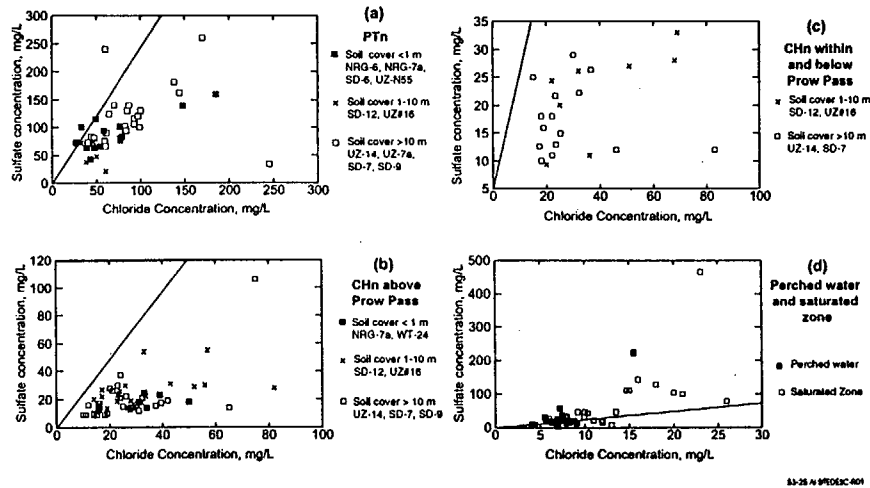 (a)
PTn
Soil cover <1 m
NRG-6, NRG-7a,
SD-6, UZ-N55
Soil cover 1-10 m
SD-12, UZ#16
Soil cover >10 m
UZ-14, UZ-7a,
SD-7, SD-9
Sulfate concentration, mg/L
300
250
200
150
100
50
0
0
50
100
150
200
250
300
Chloride Concentration, mg/L
(c)
CHn within
and below
Prow Pass
Soil cover 1-10 m
SD-12, UZ#16
Soil cover >10 m
UZ-14, SD-7
Sulfate concentration, mg/L
35
30
25
20
15
10
5
0
20
40
60
80
100
Chloride Concentration, mg/L
(b)
CHn above
Prow Pass
Soil cover < 1 m
NRG-7a, WT-24
Soil cover 1-10 m
SD-12, UZ#16
Soil cover > 10 m
UZ-14, SD-7, SD-9
Sulfate concentration, mg/L
120
100
80
60
40
20
0
0
20
40
60
80
100
Chloride Concentration, mg/L
(d)
Perched water
and saturated
zone
Perched water
Saturated Zone
Sulfate concentration, mg/L
500
400
300
200
100
0
0
5
10
15
20
25
30
Chloride Concentration, mg/L